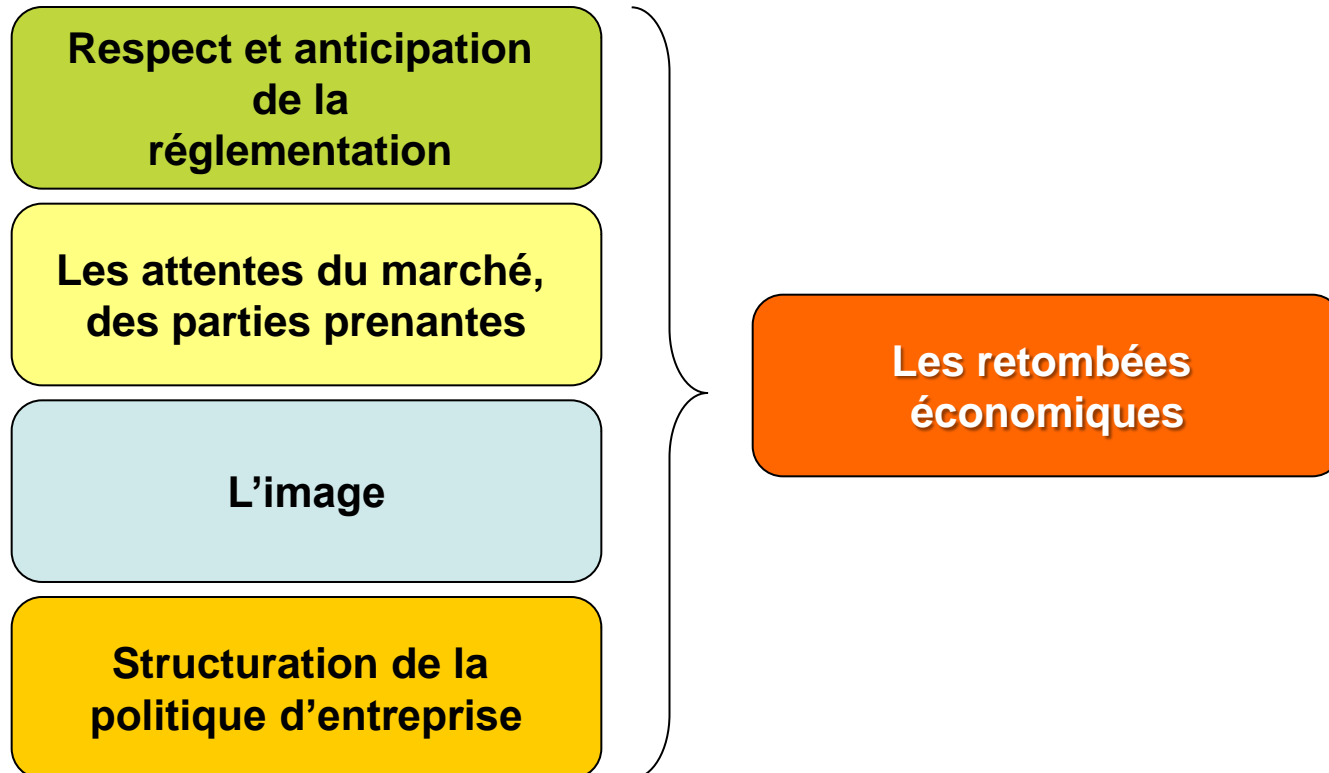 Respect et anticipation
de la
réglementation
Les attentes du marché,
des parties prenantes
L’image
Structuration de la
politique d’entreprise
Les retombées
économiques